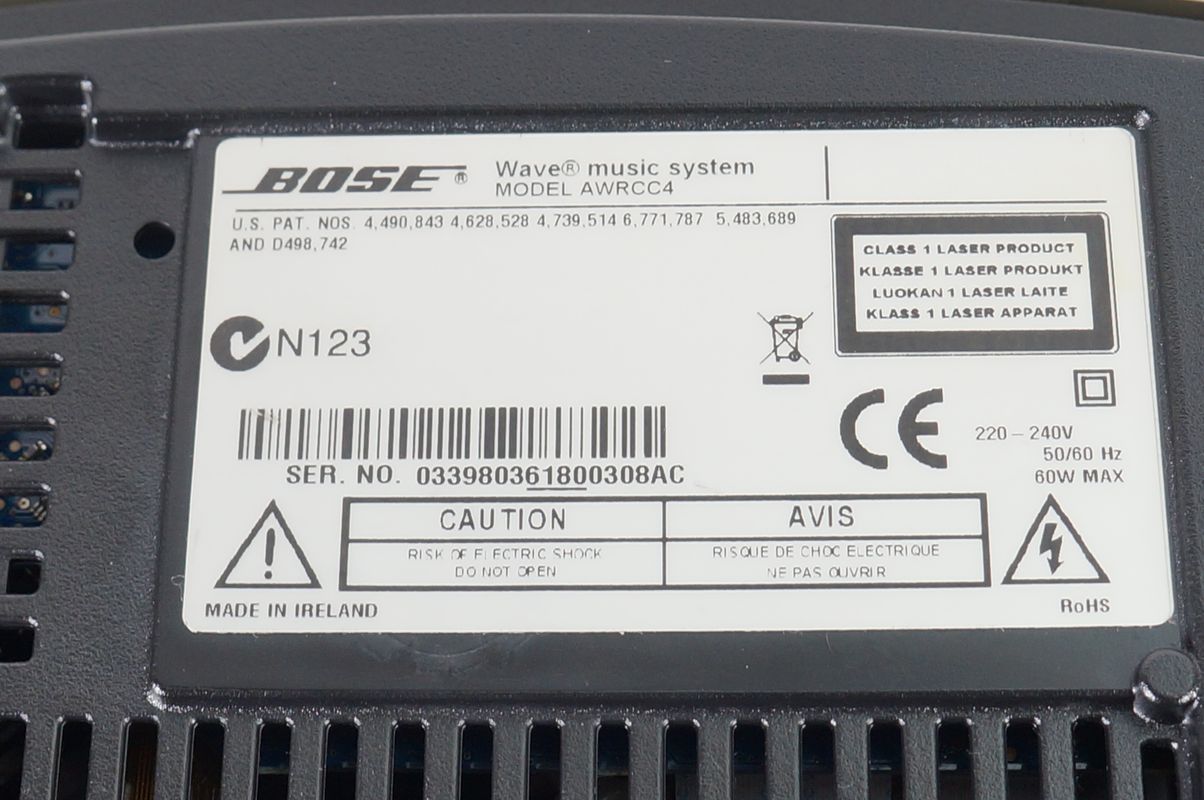 BOSE® Wave® music system
MODEL AWRCC4
U.S. PAT. NOS. 4,490,843 4,628,528 4,739,514 6,771,787 5,483,689
AND D498,742
CLASS 1 LASER PRODUCT
KLASSE 1 LASER PRODUKT
LUOKAN 1 LASER LAITE
KLASS 1 LASER APPARAT
N123
CE
220 – 240V
50/60 Hz
60W MAX
SER. NO. 033980361800308AC
CAUTION
RISK OF ELECTRIC SHOCK
DO NOT OPEN
AVIS
RISQUE DE CHOC ELECTRIQUE
NE PAS OUVRIR
MADE IN IRELAND
RoHS